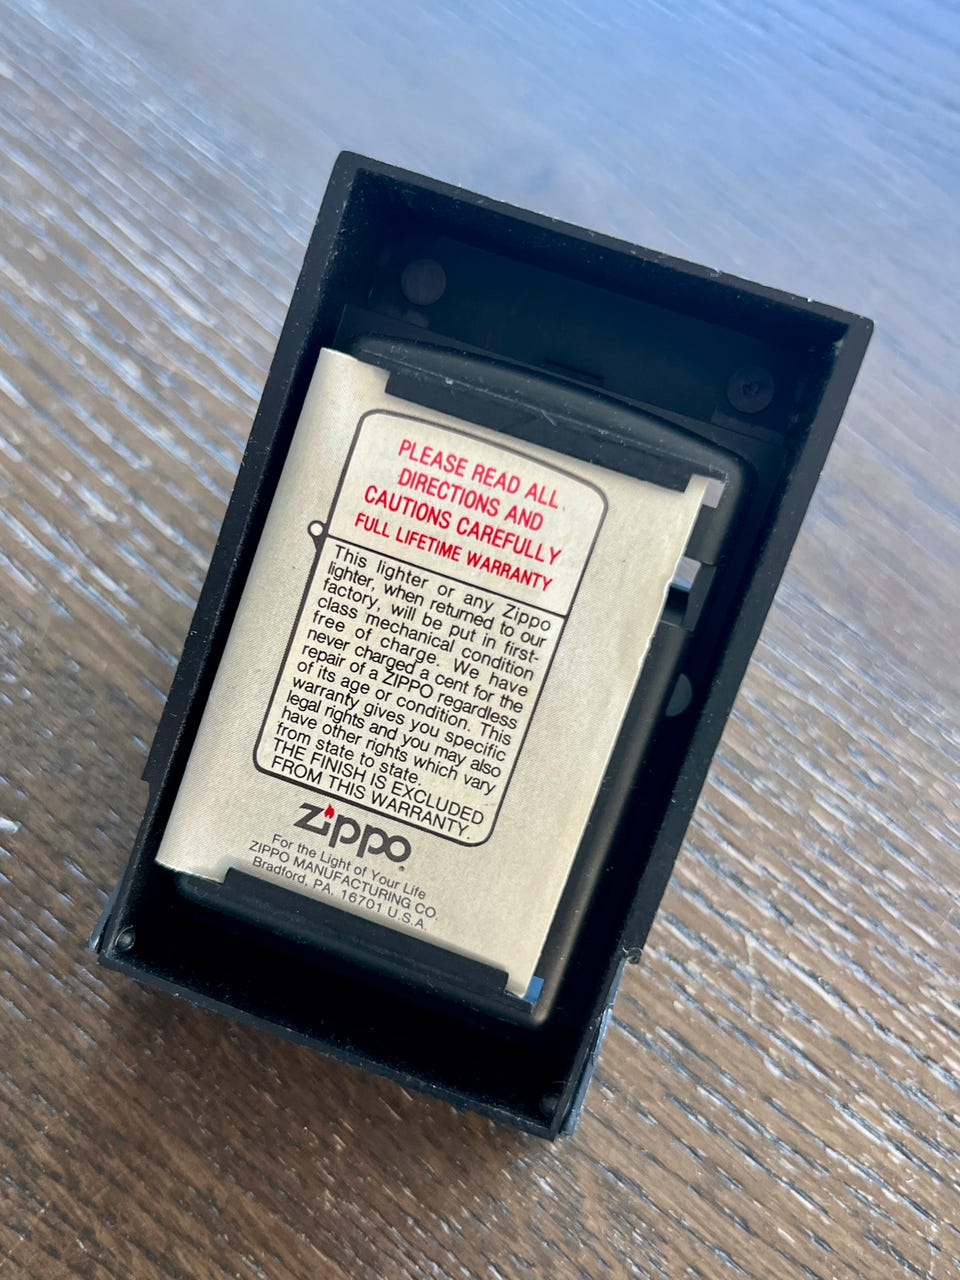 PLEASE READ ALL
DIRECTIONS AND
CAUTIONS CAREFULLY
FULL LIFETIME WARRANTY
This lighter or any Zippo
lighter, when returned to our
factory, will be put in first-
class mechanical condition
free of charge. We have
never charged a cent for the
repair of a ZIPPO regardless
of its age or condition. This
warranty gives you specific
legal rights and you may also
have other rights which vary
from state to state.
THE FINISH IS EXCLUDED
FROM THIS WARRANTY.
Zippo®
For the Light of Your Life
ZIPPO MANUFACTURING CO.
Bradford, PA. 16701 U.S.A.